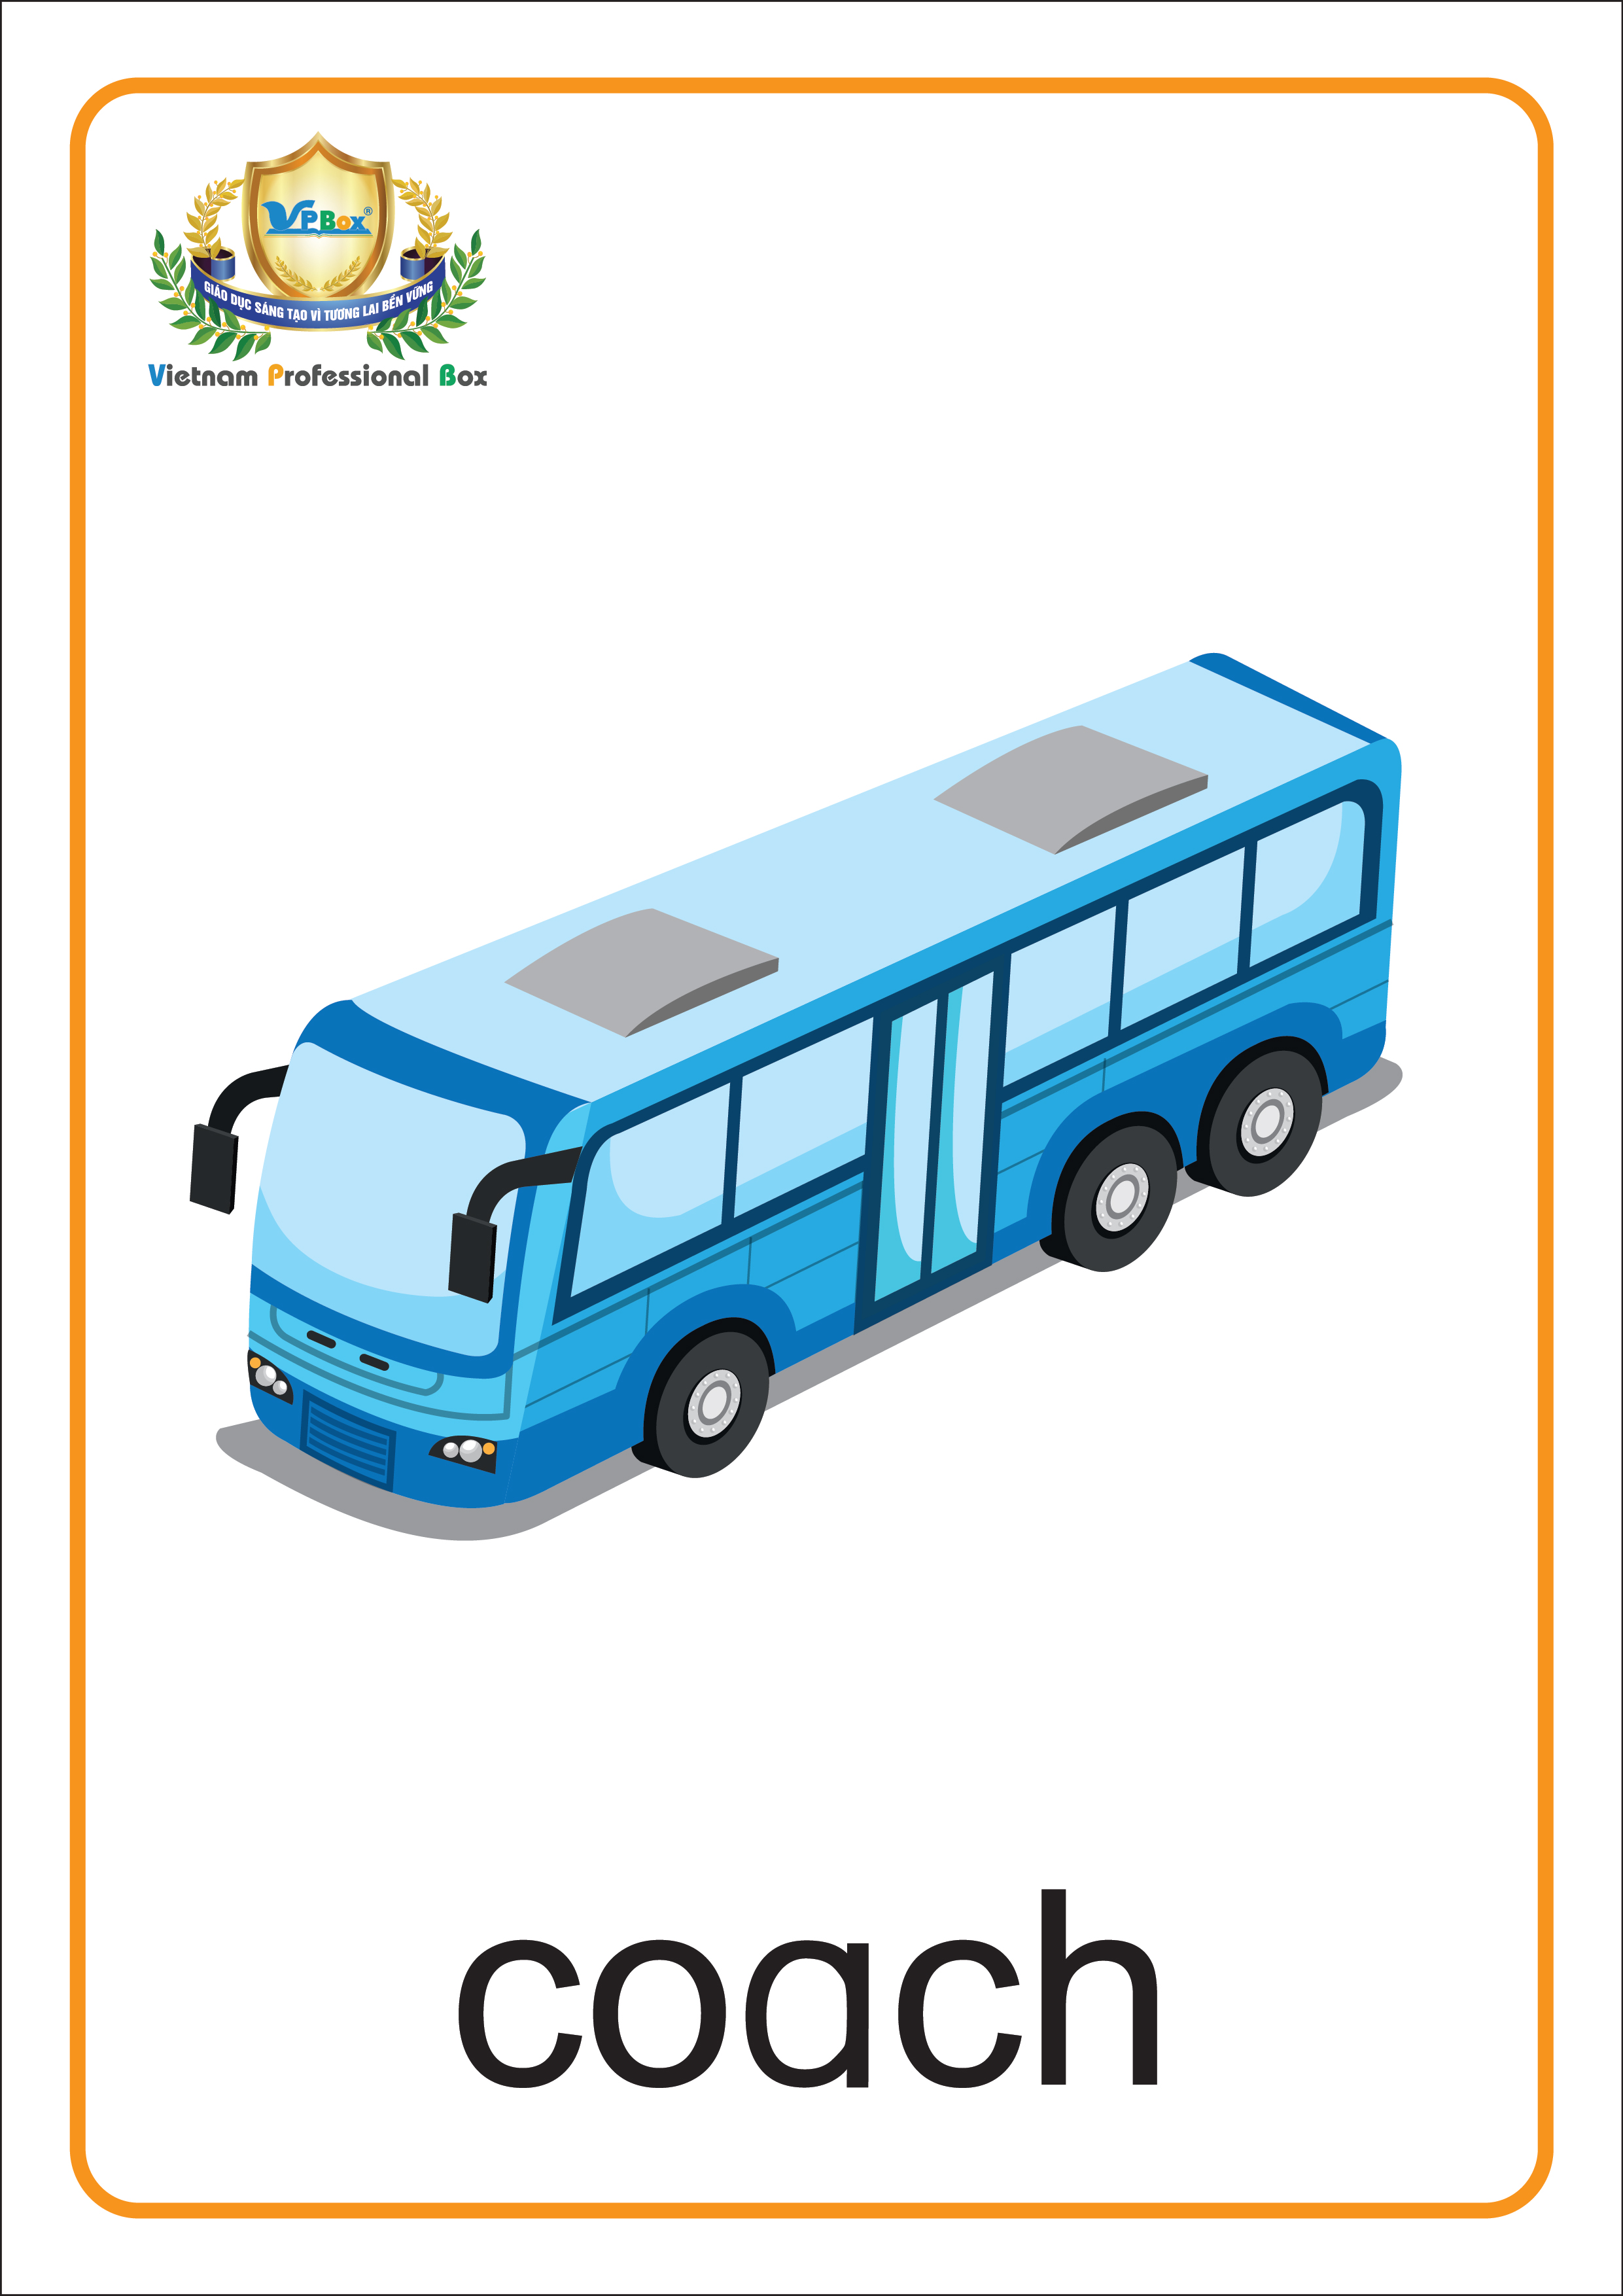 VPBox®
GIÁO DỤC SÁNG TẠO VÌ TƯƠNG LAI BỀN VỮNG
Vietnam Professional Box
coach